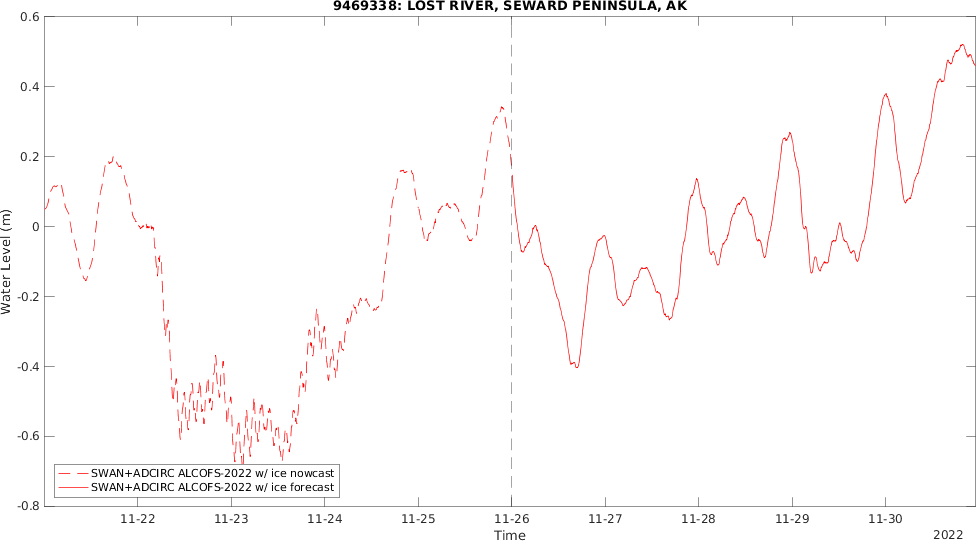 9469338: LOST RIVER, SEWARD PENINSULA, AK
0.6
0.4
0.2
0
-0.2
-0.4
-0.6
-0.8
Water Level (m)
SWAN+ADCIRC ALCOFS-2022 w/ ice nowcast
SWAN+ADCIRC ALCOFS-2022 w/ ice forecast
11-22 11-23 11-24 11-25 11-26 11-27 11-28 11-29 11-30
Time
2022